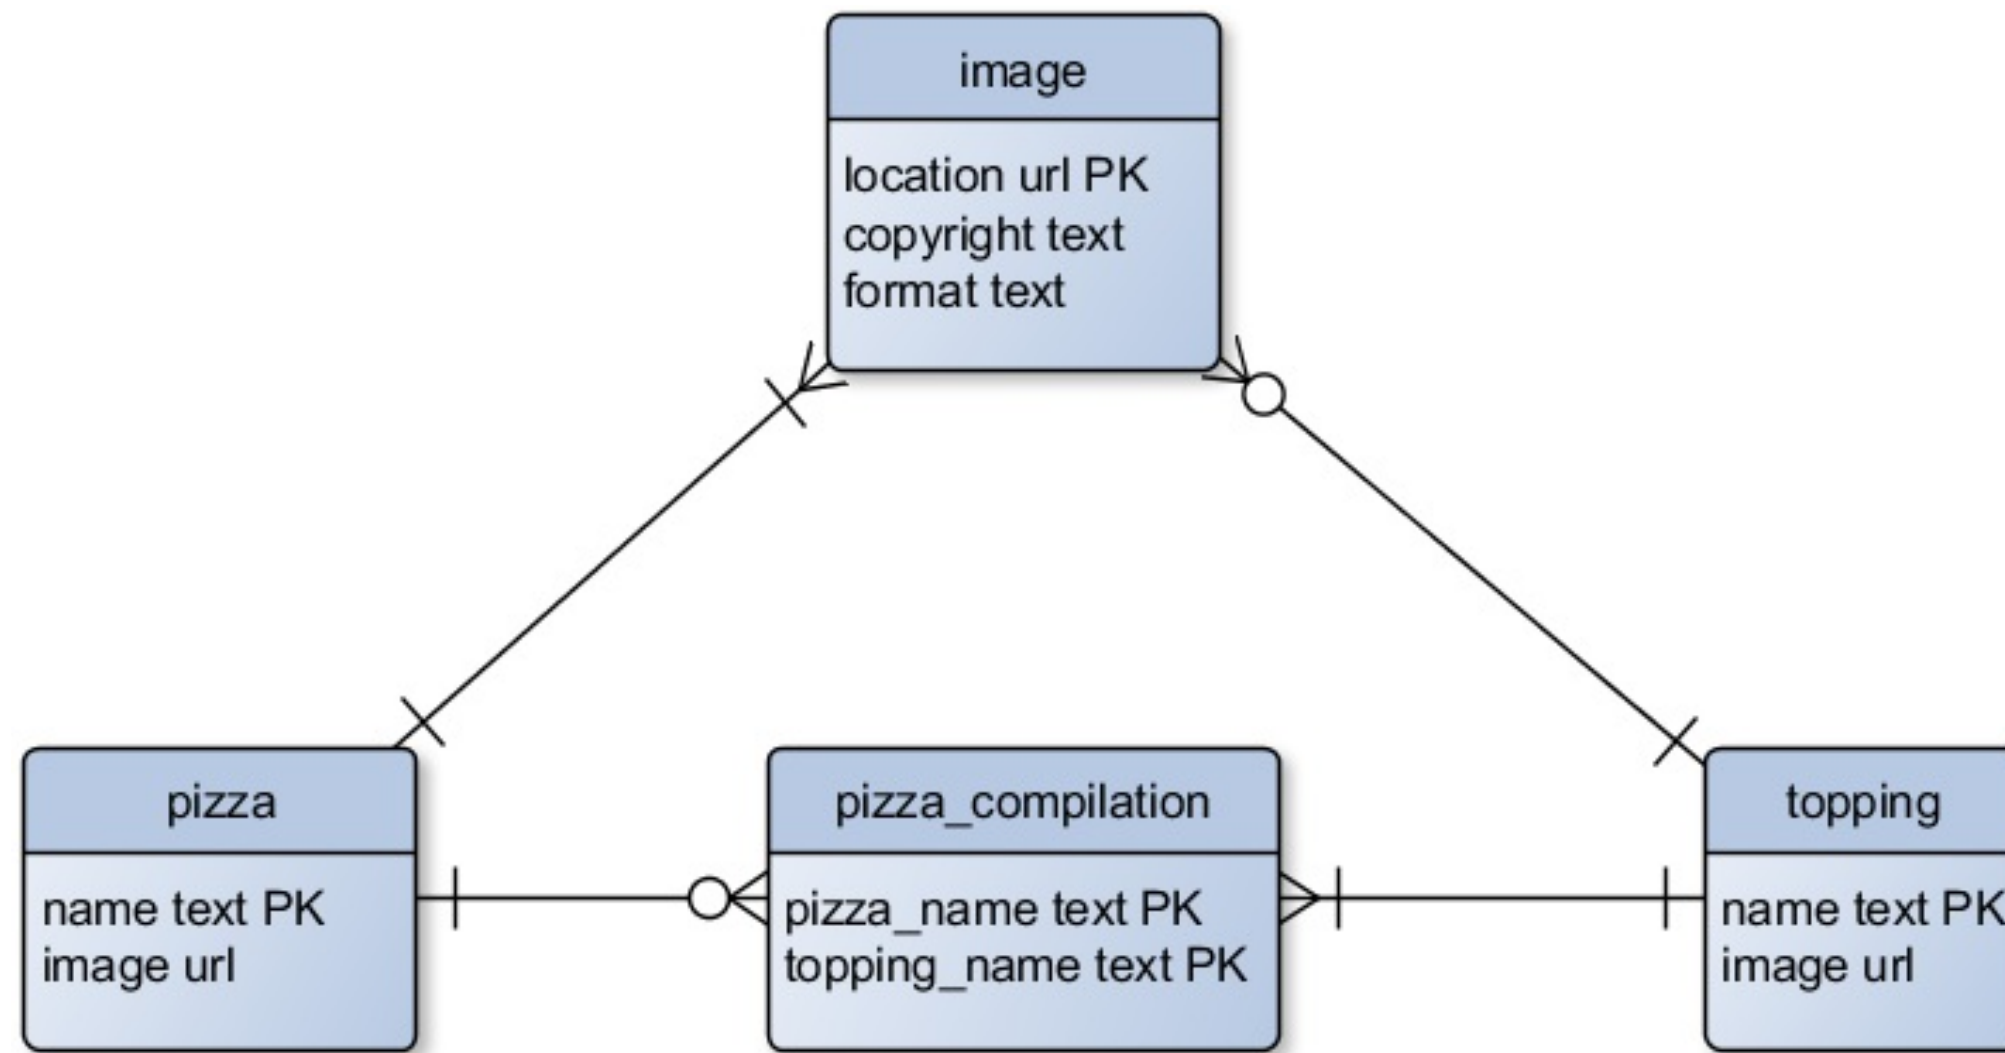 image
location url PK
copyright text
format text
pizza
name text PK
image url
pizza_compilation
pizza_name text PK
topping_name text PK
topping
name text PK
image url